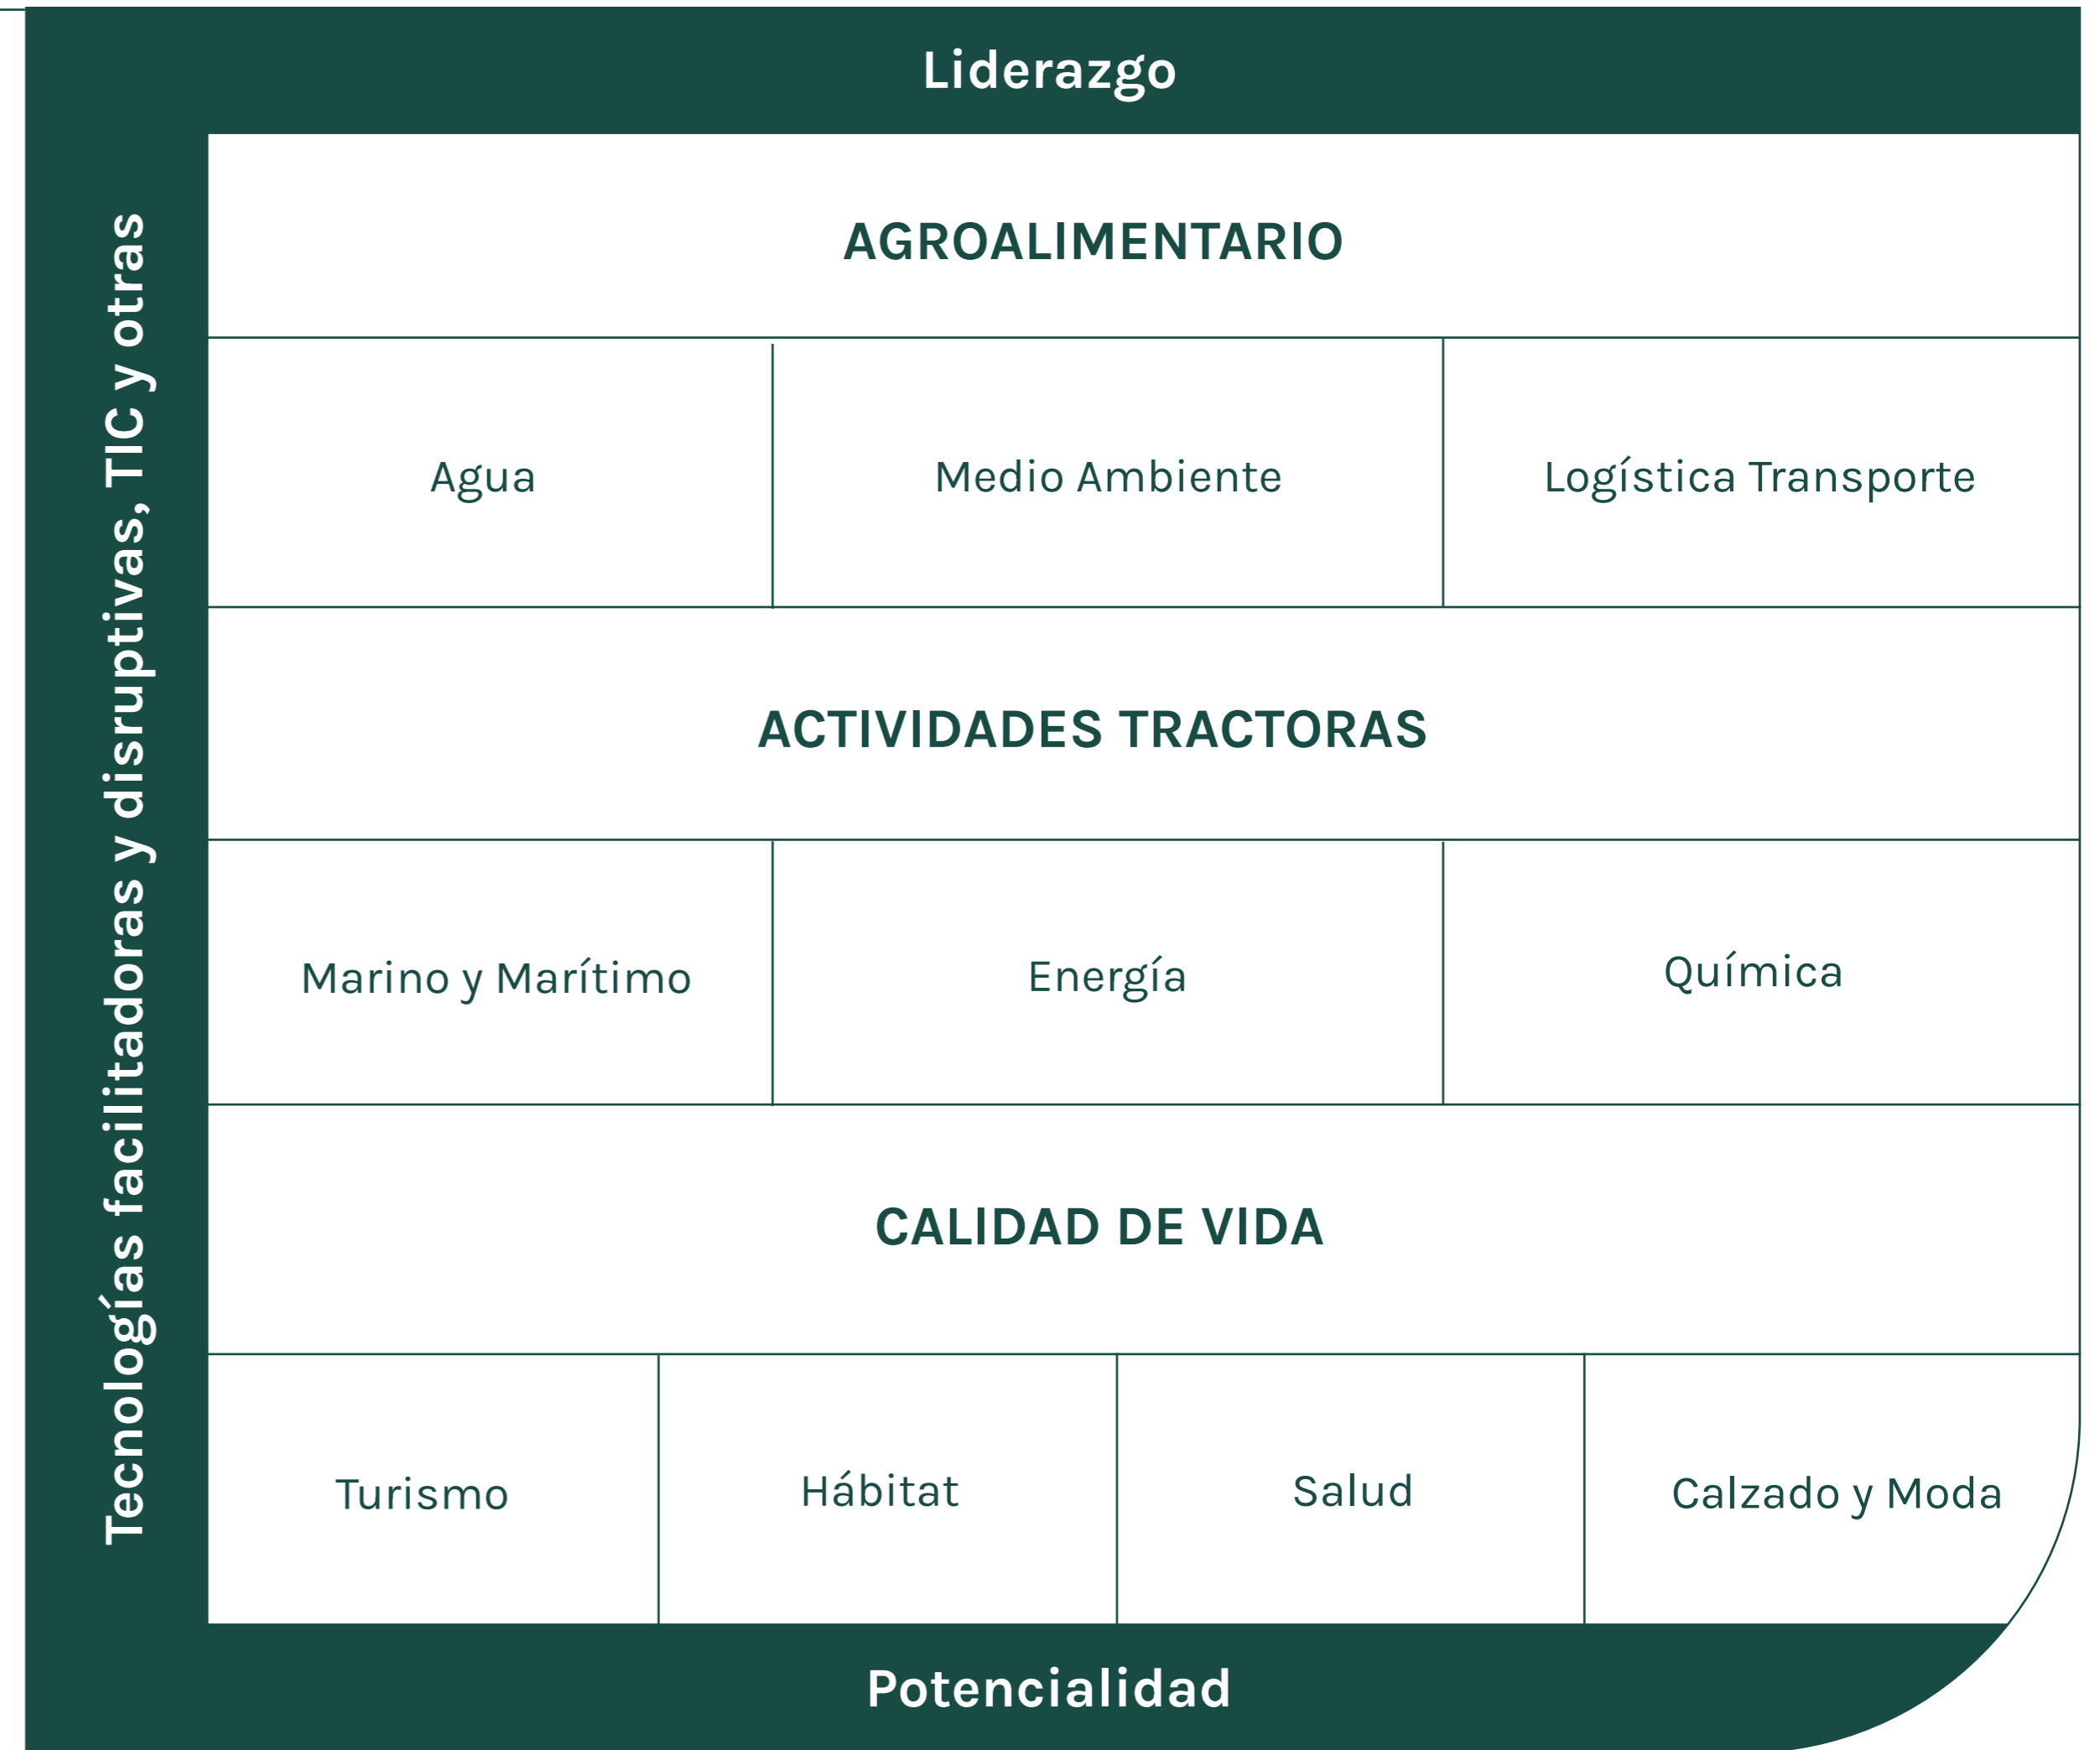 Liderazgo
Tecnologías facilitadoras y disruptivas, TIC y otras
AGROALIMENTARIO
Agua
Medio Ambiente
Logística Transporte
ACTIVIDADES TRACTORAS
Marino y Marítimo
Energía
Química
CALIDAD DE VIDA
Turismo
Hábitat
Salud
Calzado y Moda
Potencialidad